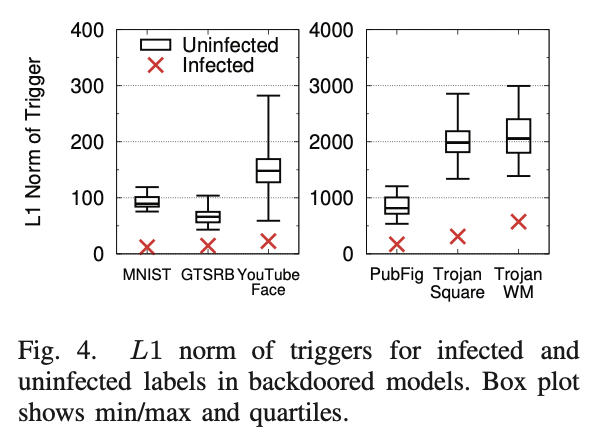 L1 Norm of Trigger
400
300
200
100
0
Uninfected
Infected
MNIST GTSRB YouTube
Face
4000
3000
2000
1000
0
PubFig Trojan Trojan
Square WM
Fig. 4. L1 norm of triggers for infected and
uninfected labels in backdoored models. Box plot
shows min/max and quartiles.